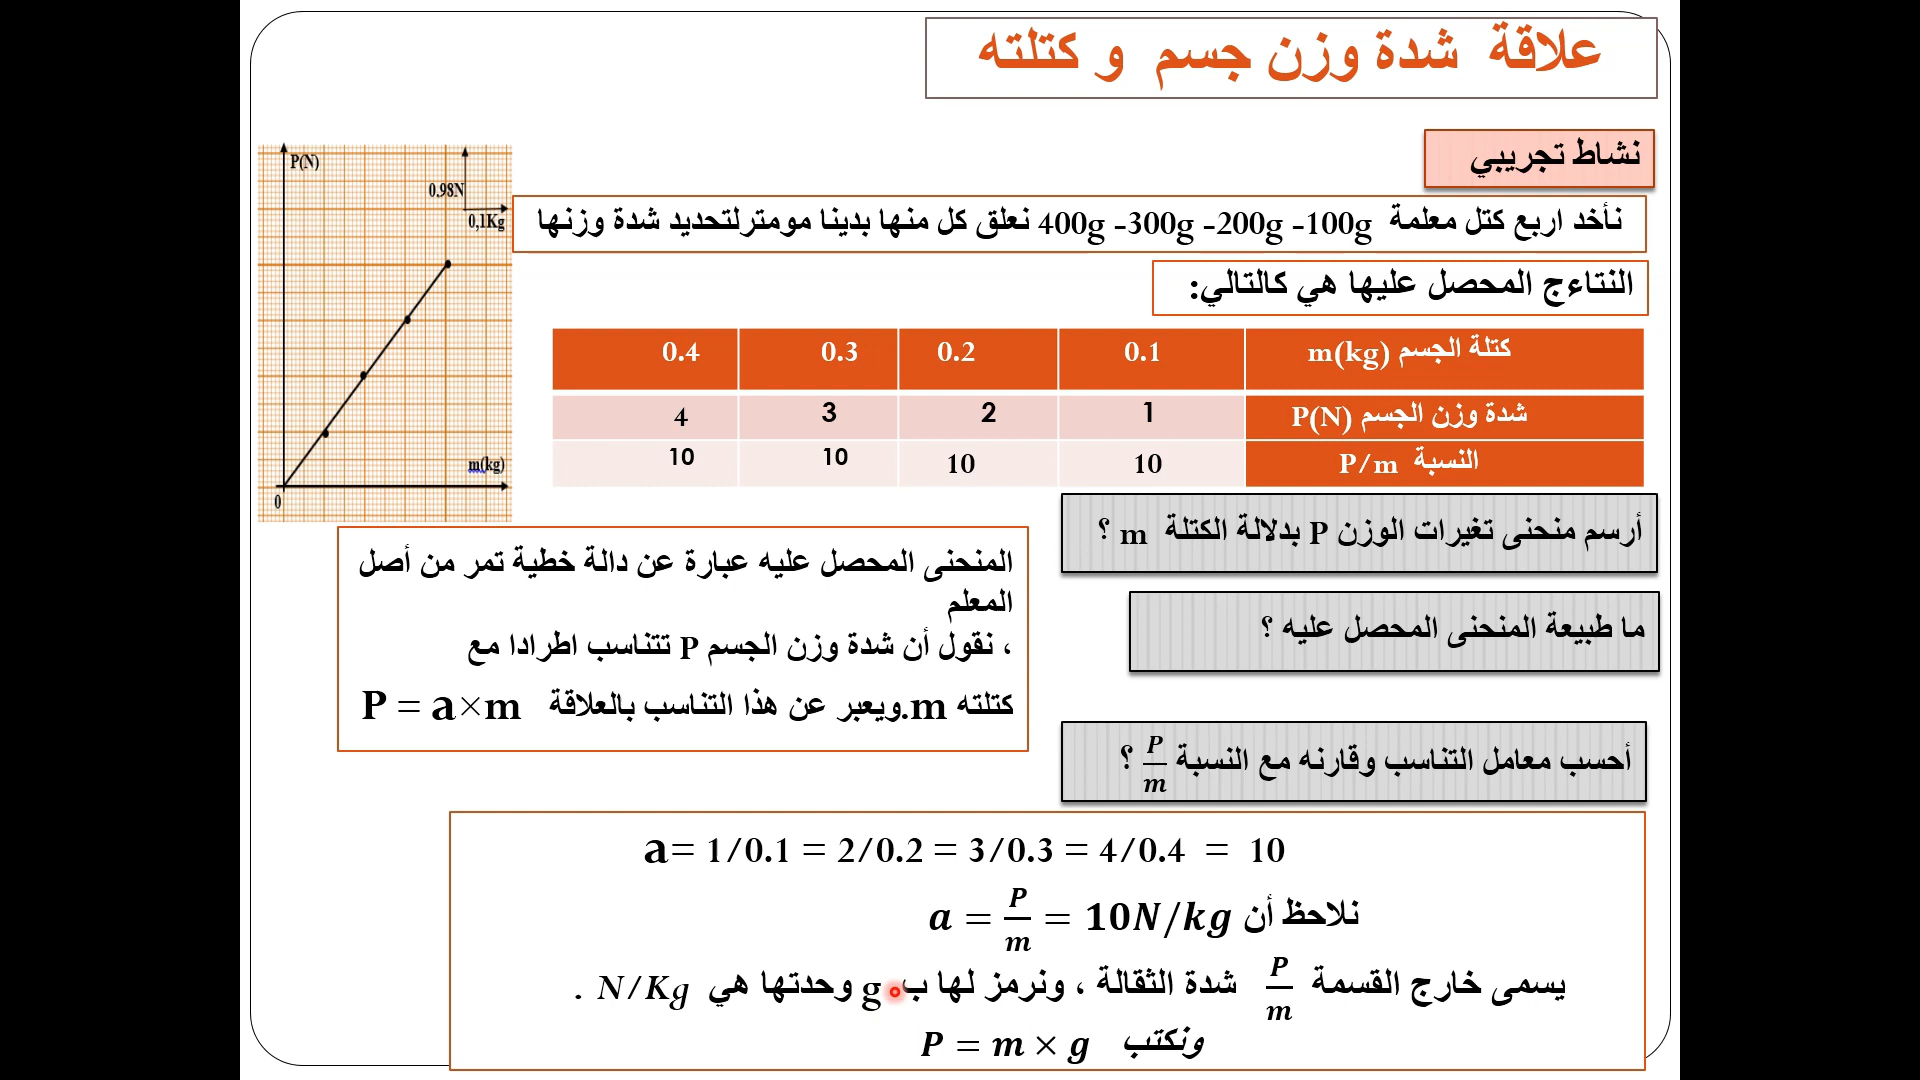 علاقة شدة وزن جسم و كتلته
نشاط تجريبي
نأخد اربع كتل معلمة 400g -300g -200g -100g نعلق كل منها بدينا مومترلتحديد شدة وزنها
النتاءج المحصل عليها هي كالتالي:
P(N)
0,98N
0,1Kg
m(kg)
0
كتلة الجسم m(kg) 0.1 0.2 0.3 0.4
شدة وزن الجسم P(N) 1 2 3 4
النسبة P/m 10 10 10 10
أرسم منحنى تغيرات الوزن P بدلالة الكتلة m ؟
ما طبيعة المنحنى المحصل عليه ؟
المنحنى المحصل عليه عبارة عن دالة خطية تمر من أصل
المعلم
، نقول أن شدة وزن الجسم P تتناسب اطرادا مع
كتلته m.ويعبر عن هذا التناسب بالعلاقة P = a×m
أحسب معامل التناسب وقارنه مع النسبة P/m ؟
a= 1/0.1 = 2/0.2 = 3/0.3 = 4/0.4 = 10
نلاحظ أن a = P/m = 10N/kg
يسمى خارج القسمة P/m شدة الثقالة ، ونرمز لها ب g وحدتها هي N/Kg .
ونكتب P = m × g